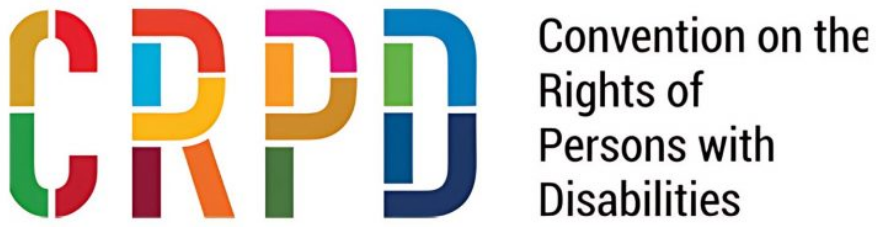 CRPD
Convention on the
Rights of
Persons with
Disabilities